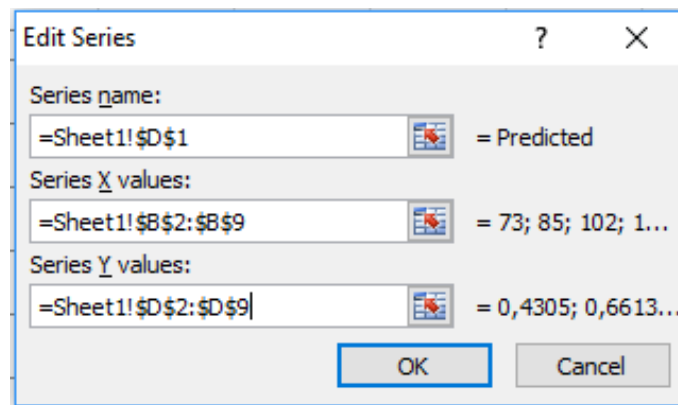 Edit Series ? X
Series name:
=Sheet1!$D$1 = Predicted
Series X values:
=Sheet1!$B$2:$B$9 = 73; 85; 102; 1...
Series Y values:
=Sheet1!$D$2:$D$9 = 0,4305; 0,6613...
OK Cancel